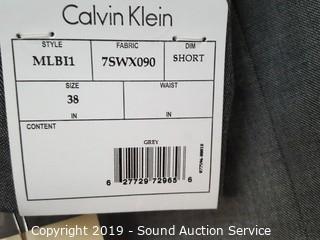 Calvin Klein
STYLE FABRIC DIM
MLBI1 7SWX090 SHORT
SIZE WAIST
38
IN IN
CONTENT
GREY
6 27729 72965 6
Copyright 2019 - Sound Auction Service